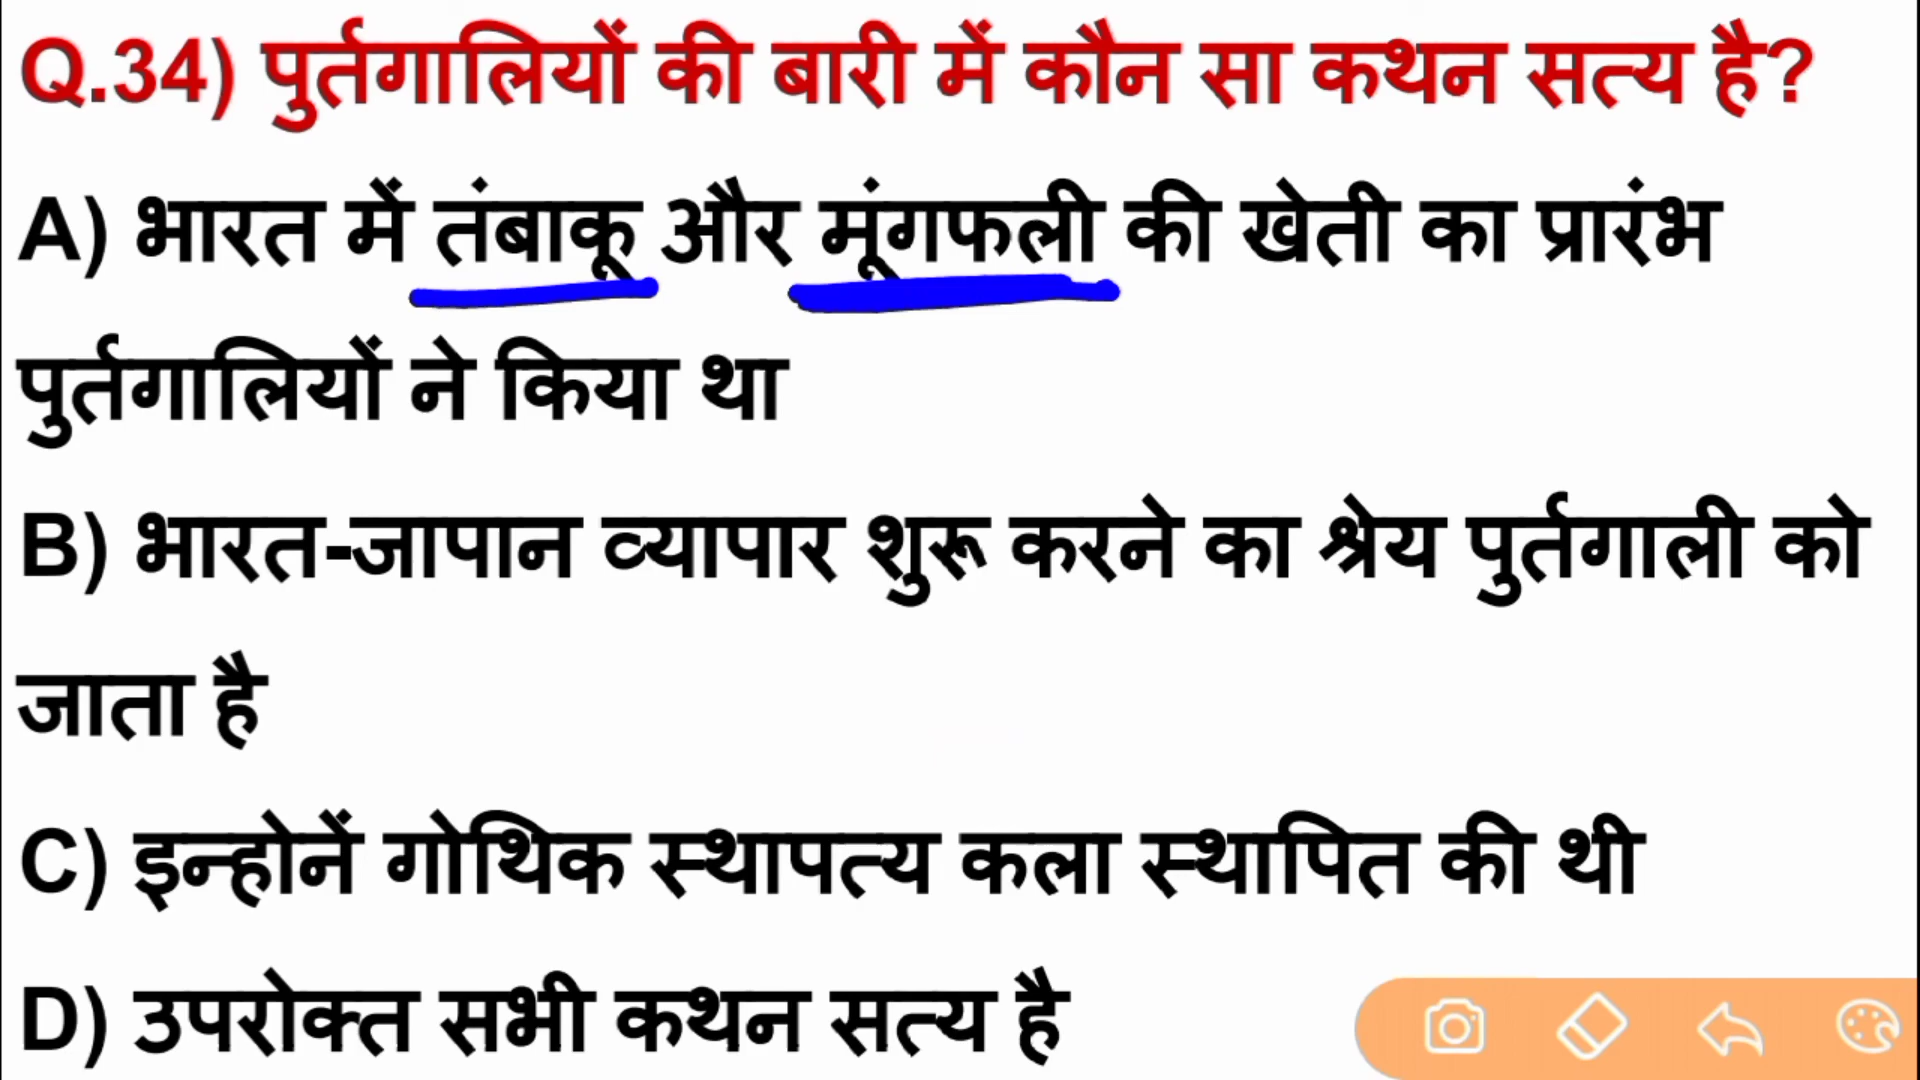 Q.34) पुर्तगालियों की बारी में कौन सा कथन सत्य है?
A) भारत में तंबाकू और मूंगफली की खेती का प्रारंभ
पुर्तगालियों ने किया था
B) भारत-जापान व्यापार शुरू करने का श्रेय पुर्तगाली को
जाता है
C) इन्होनें गोथिक स्थापत्य कला स्थापित की थी
D) उपरोक्त सभी कथन सत्य है